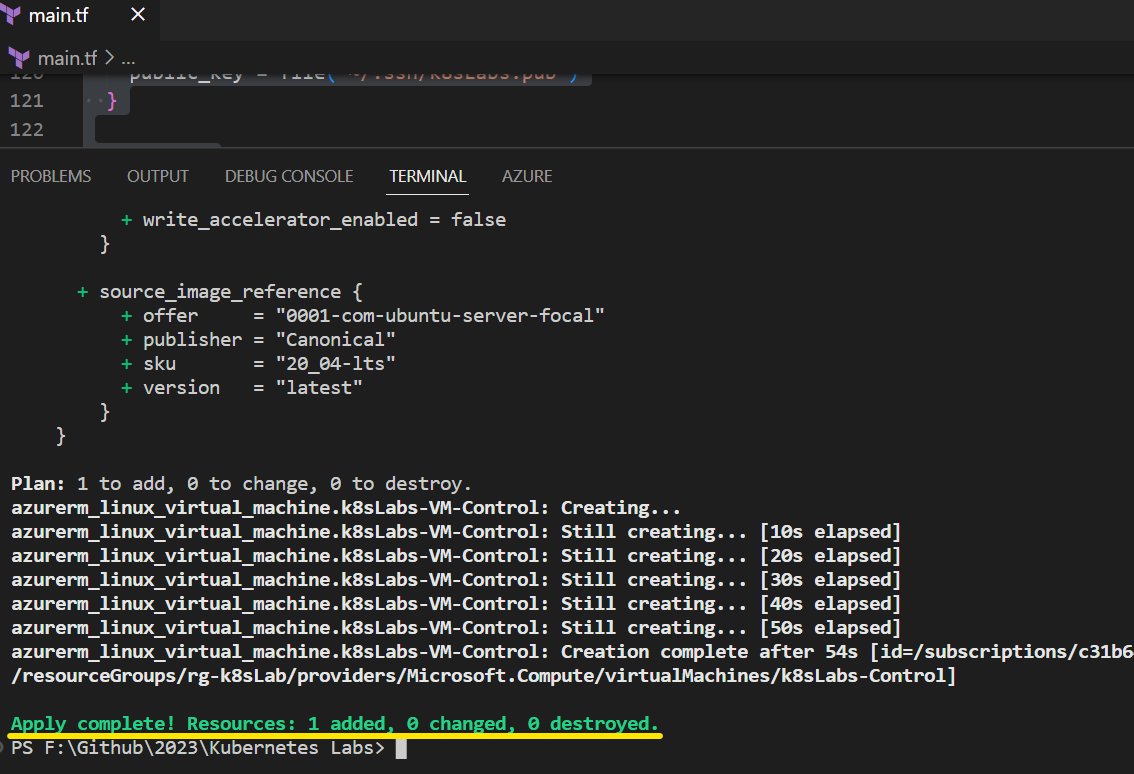 main.tf
main.tf > ...
120 public_key = file("~/.ssh/k8sLabs.pub")
121 }
122
PROBLEMS OUTPUT DEBUG CONSOLE TERMINAL AZURE
+ write_accelerator_enabled = false
}
+ source_image_reference {
+ offer = "0001-com-ubuntu-server-focal"
+ publisher = "Canonical"
+ sku = "20_04-lts"
+ version = "latest"
}
}
Plan: 1 to add, 0 to change, 0 to destroy.
azurerm_linux_virtual_machine.k8sLabs-VM-Control: Creating...
azurerm_linux_virtual_machine.k8sLabs-VM-Control: Still creating... [10s elapsed]
azurerm_linux_virtual_machine.k8sLabs-VM-Control: Still creating... [20s elapsed]
azurerm_linux_virtual_machine.k8sLabs-VM-Control: Still creating... [30s elapsed]
azurerm_linux_virtual_machine.k8sLabs-VM-Control: Still creating... [40s elapsed]
azurerm_linux_virtual_machine.k8sLabs-VM-Control: Still creating... [50s elapsed]
azurerm_linux_virtual_machine.k8sLabs-VM-Control: Creation complete after 54s [id=/subscriptions/c31b6
/resourceGroups/rg-k8sLab/providers/Microsoft.Compute/virtualMachines/k8sLabs-Control]
Apply complete! Resources: 1 added, 0 changed, 0 destroyed.
PS F:\Github\2023\Kubernetes Labs>